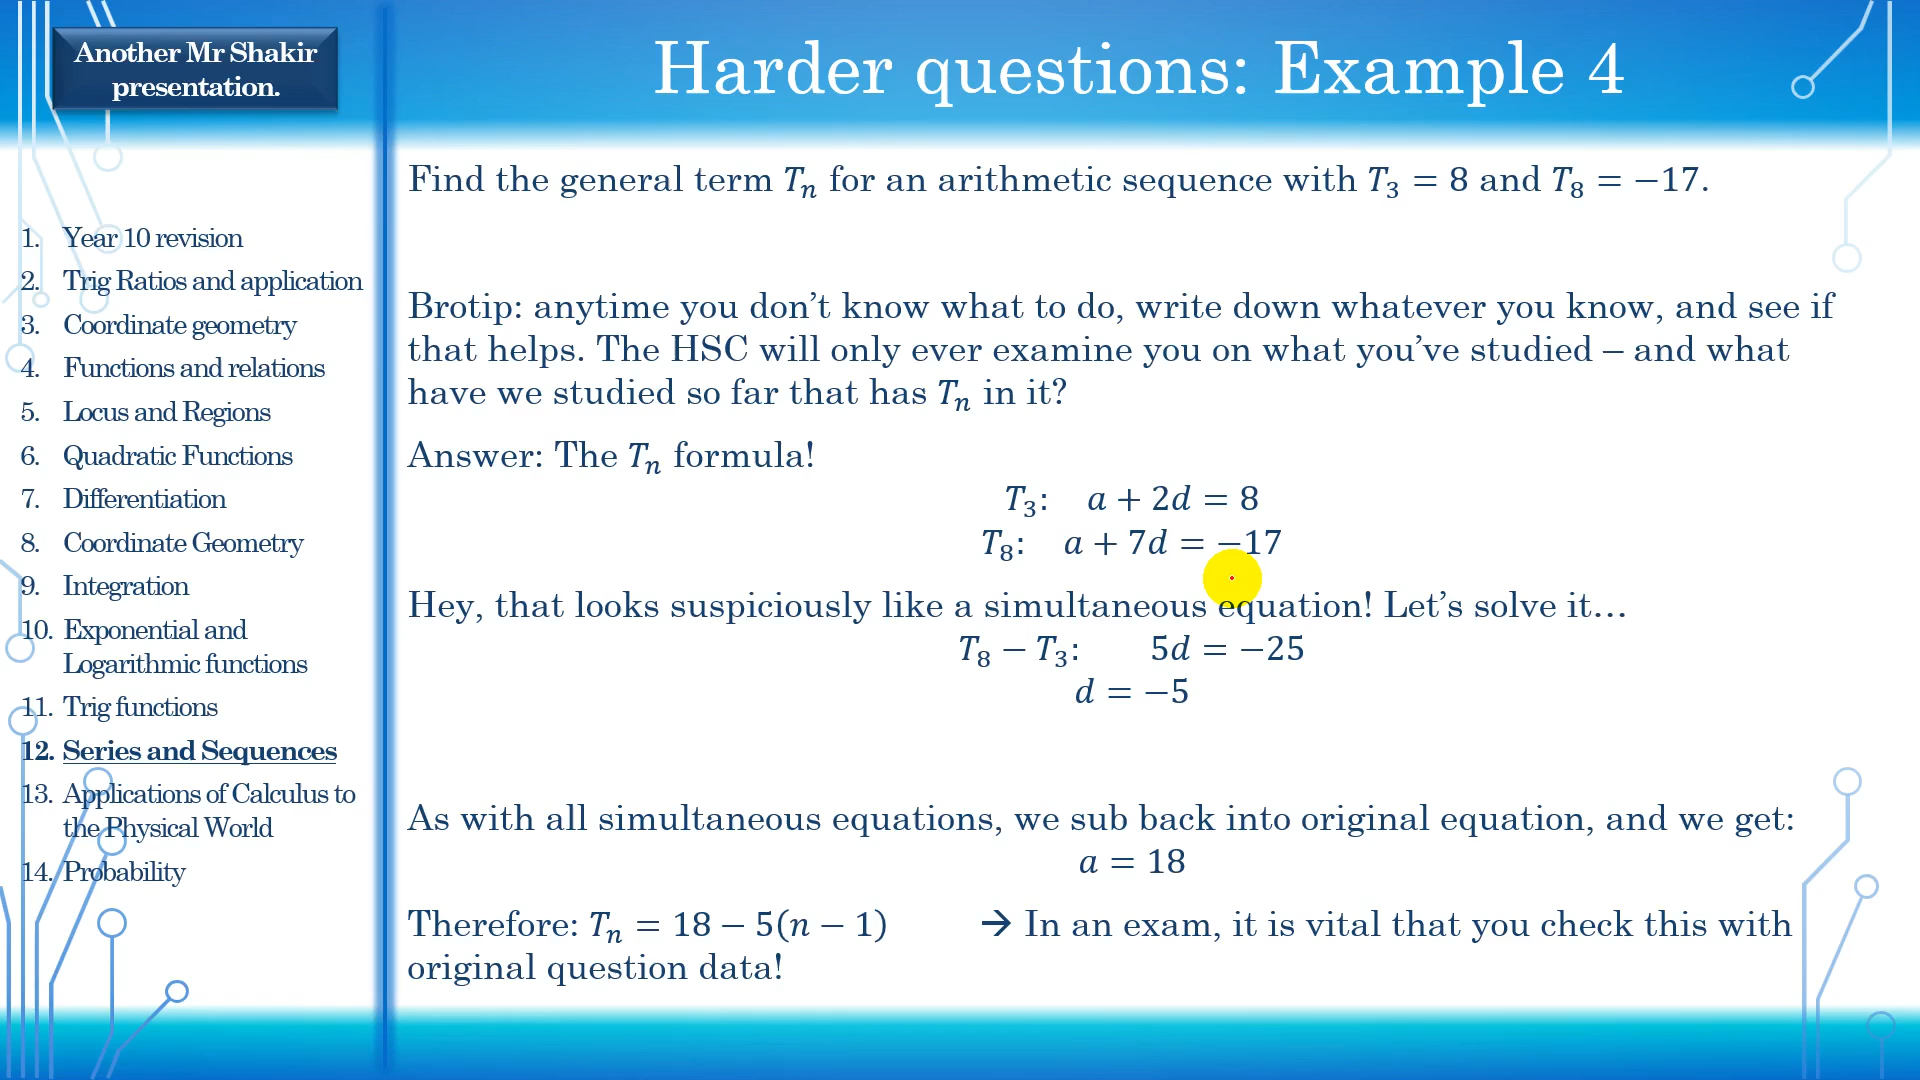 Another Mr Shakir
presentation.
Harder questions: Example 4
1. Year 10 revision
2. Trig Ratios and application
3. Coordinate geometry
4. Functions and relations
5. Locus and Regions
6. Quadratic Functions
7. Differentiation
8. Coordinate Geometry
9. Integration
10. Exponential and
Logarithmic functions
11. Trig functions
12. Series and Sequences
13. Applications of Calculus to
the Physical World
14. Probability
Find the general term Tₙ for an arithmetic sequence with T₃ = 8 and T₈ = −17.
Brotip: anytime you don’t know what to do, write down whatever you know, and see if
that helps. The HSC will only ever examine you on what you’ve studied – and what
have we studied so far that has Tₙ in it?
Answer: The Tₙ formula!
T₃: a + 2d = 8
T₈: a + 7d = −17
Hey, that looks suspiciously like a simultaneous equation! Let’s solve it…
T₈ − T₃: 5d = −25
d = −5
As with all simultaneous equations, we sub back into original equation, and we get:
a = 18
Therefore: Tₙ = 18 − 5(n − 1) → In an exam, it is vital that you check this with
original question data!